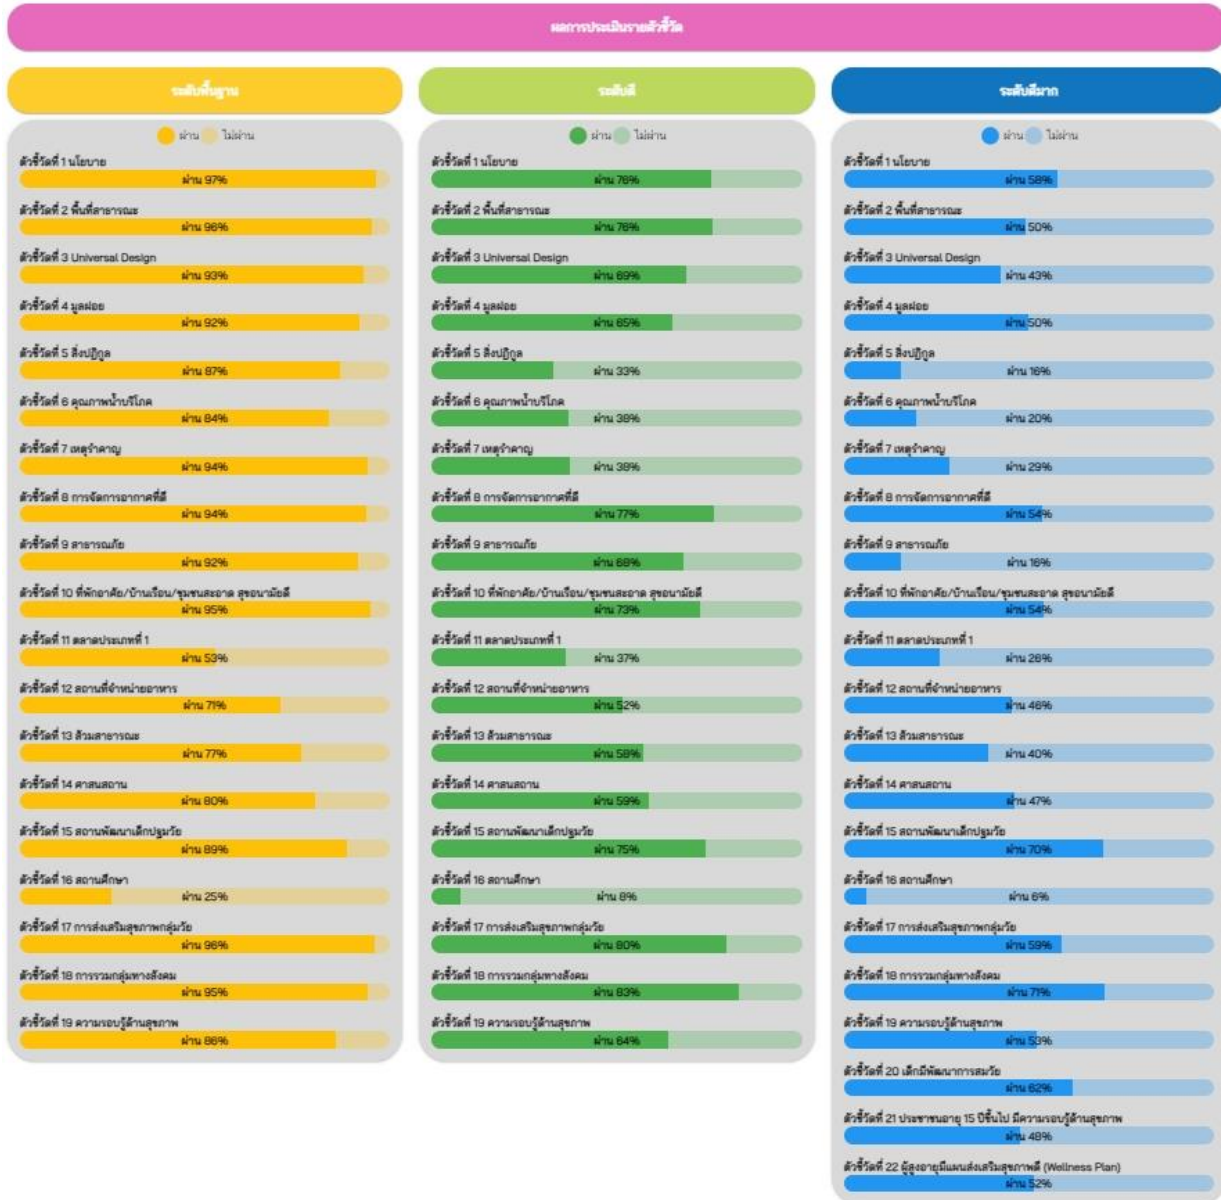 ผลการประเมินรายตัวชี้วัด
ระดับพื้นฐาน
ผ่าน ไม่ผ่าน
ตัวชี้วัดที่ 1 นโยบาย
ผ่าน 97%
ตัวชี้วัดที่ 2 พื้นที่สาธารณะ
ผ่าน 96%
ตัวชี้วัดที่ 3 Universal Design
ผ่าน 93%
ตัวชี้วัดที่ 4 มูลฝอย
ผ่าน 92%
ตัวชี้วัดที่ 5 สิ่งปฏิกูล
ผ่าน 87%
ตัวชี้วัดที่ 6 คุณภาพน้ำบริโภค
ผ่าน 84%
ตัวชี้วัดที่ 7 เหตุรำคาญ
ผ่าน 94%
ตัวชี้วัดที่ 8 การจัดการอากาศที่ดี
ผ่าน 94%
ตัวชี้วัดที่ 9 สาธารณภัย
ผ่าน 92%
ตัวชี้วัดที่ 10 ที่พักอาศัย/บ้านเรือน/ชุมชนสะอาด สุขอนามัยดี
ผ่าน 95%
ตัวชี้วัดที่ 11 ตลาดประเภทที่ 1
ผ่าน 53%
ตัวชี้วัดที่ 12 สถานที่จำหน่ายอาหาร
ผ่าน 71%
ตัวชี้วัดที่ 13 ส้วมสาธารณะ
ผ่าน 77%
ตัวชี้วัดที่ 14 ศาสนสถาน
ผ่าน 80%
ตัวชี้วัดที่ 15 สถานพัฒนาเด็กปฐมวัย
ผ่าน 89%
ตัวชี้วัดที่ 16 สถานศึกษา
ผ่าน 25%
ตัวชี้วัดที่ 17 การส่งเสริมสุขภาพกลุ่มวัย
ผ่าน 96%
ตัวชี้วัดที่ 18 การรวมกลุ่มทางสังคม
ผ่าน 95%
ตัวชี้วัดที่ 19 ความรอบรู้ด้านสุขภาพ
ผ่าน 86%
ระดับดี
ผ่าน ไม่ผ่าน
ตัวชี้วัดที่ 1 นโยบาย
ผ่าน 76%
ตัวชี้วัดที่ 2 พื้นที่สาธารณะ
ผ่าน 76%
ตัวชี้วัดที่ 3 Universal Design
ผ่าน 69%
ตัวชี้วัดที่ 4 มูลฝอย
ผ่าน 65%
ตัวชี้วัดที่ 5 สิ่งปฏิกูล
ผ่าน 33%
ตัวชี้วัดที่ 6 คุณภาพน้ำบริโภค
ผ่าน 38%
ตัวชี้วัดที่ 7 เหตุรำคาญ
ผ่าน 38%
ตัวชี้วัดที่ 8 การจัดการอากาศที่ดี
ผ่าน 77%
ตัวชี้วัดที่ 9 สาธารณภัย
ผ่าน 68%
ตัวชี้วัดที่ 10 ที่พักอาศัย/บ้านเรือน/ชุมชนสะอาด สุขอนามัยดี
ผ่าน 73%
ตัวชี้วัดที่ 11 ตลาดประเภทที่ 1
ผ่าน 37%
ตัวชี้วัดที่ 12 สถานที่จำหน่ายอาหาร
ผ่าน 52%
ตัวชี้วัดที่ 13 ส้วมสาธารณะ
ผ่าน 58%
ตัวชี้วัดที่ 14 ศาสนสถาน
ผ่าน 59%
ตัวชี้วัดที่ 15 สถานพัฒนาเด็กปฐมวัย
ผ่าน 75%
ตัวชี้วัดที่ 16 สถานศึกษา
ผ่าน 8%
ตัวชี้วัดที่ 17 การส่งเสริมสุขภาพกลุ่มวัย
ผ่าน 80%
ตัวชี้วัดที่ 18 การรวมกลุ่มทางสังคม
ผ่าน 83%
ตัวชี้วัดที่ 19 ความรอบรู้ด้านสุขภาพ
ผ่าน 64%
ระดับดีมาก
ผ่าน ไม่ผ่าน
ตัวชี้วัดที่ 1 นโยบาย
ผ่าน 58%
ตัวชี้วัดที่ 2 พื้นที่สาธารณะ
ผ่าน 50%
ตัวชี้วัดที่ 3 Universal Design
ผ่าน 43%
ตัวชี้วัดที่ 4 มูลฝอย
ผ่าน 50%
ตัวชี้วัดที่ 5 สิ่งปฏิกูล
ผ่าน 16%
ตัวชี้วัดที่ 6 คุณภาพน้ำบริโภค
ผ่าน 20%
ตัวชี้วัดที่ 7 เหตุรำคาญ
ผ่าน 29%
ตัวชี้วัดที่ 8 การจัดการอากาศที่ดี
ผ่าน 54%
ตัวชี้วัดที่ 9 สาธารณภัย
ผ่าน 16%
ตัวชี้วัดที่ 10 ที่พักอาศัย/บ้านเรือน/ชุมชนสะอาด สุขอนามัยดี
ผ่าน 54%
ตัวชี้วัดที่ 11 ตลาดประเภทที่ 1
ผ่าน 26%
ตัวชี้วัดที่ 12 สถานที่จำหน่ายอาหาร
ผ่าน 46%
ตัวชี้วัดที่ 13 ส้วมสาธารณะ
ผ่าน 40%
ตัวชี้วัดที่ 14 ศาสนสถาน
ผ่าน 47%
ตัวชี้วัดที่ 15 สถานพัฒนาเด็กปฐมวัย
ผ่าน 70%
ตัวชี้วัดที่ 16 สถานศึกษา
ผ่าน 6%
ตัวชี้วัดที่ 17 การส่งเสริมสุขภาพกลุ่มวัย
ผ่าน 59%
ตัวชี้วัดที่ 18 การรวมกลุ่มทางสังคม
ผ่าน 71%
ตัวชี้วัดที่ 19 ความรอบรู้ด้านสุขภาพ
ผ่าน 53%
ตัวชี้วัดที่ 20 เด็กมีพัฒนาการสมวัย
ผ่าน 62%
ตัวชี้วัดที่ 21 ประชาชนอายุ 15 ปีขึ้นไป มีความรอบรู้ด้านสุขภาพ
ผ่าน 48%
ตัวชี้วัดที่ 22 ผู้สูงอายุมีแผนส่งเสริมสุขภาพดี (Wellness Plan)
ผ่าน 52%